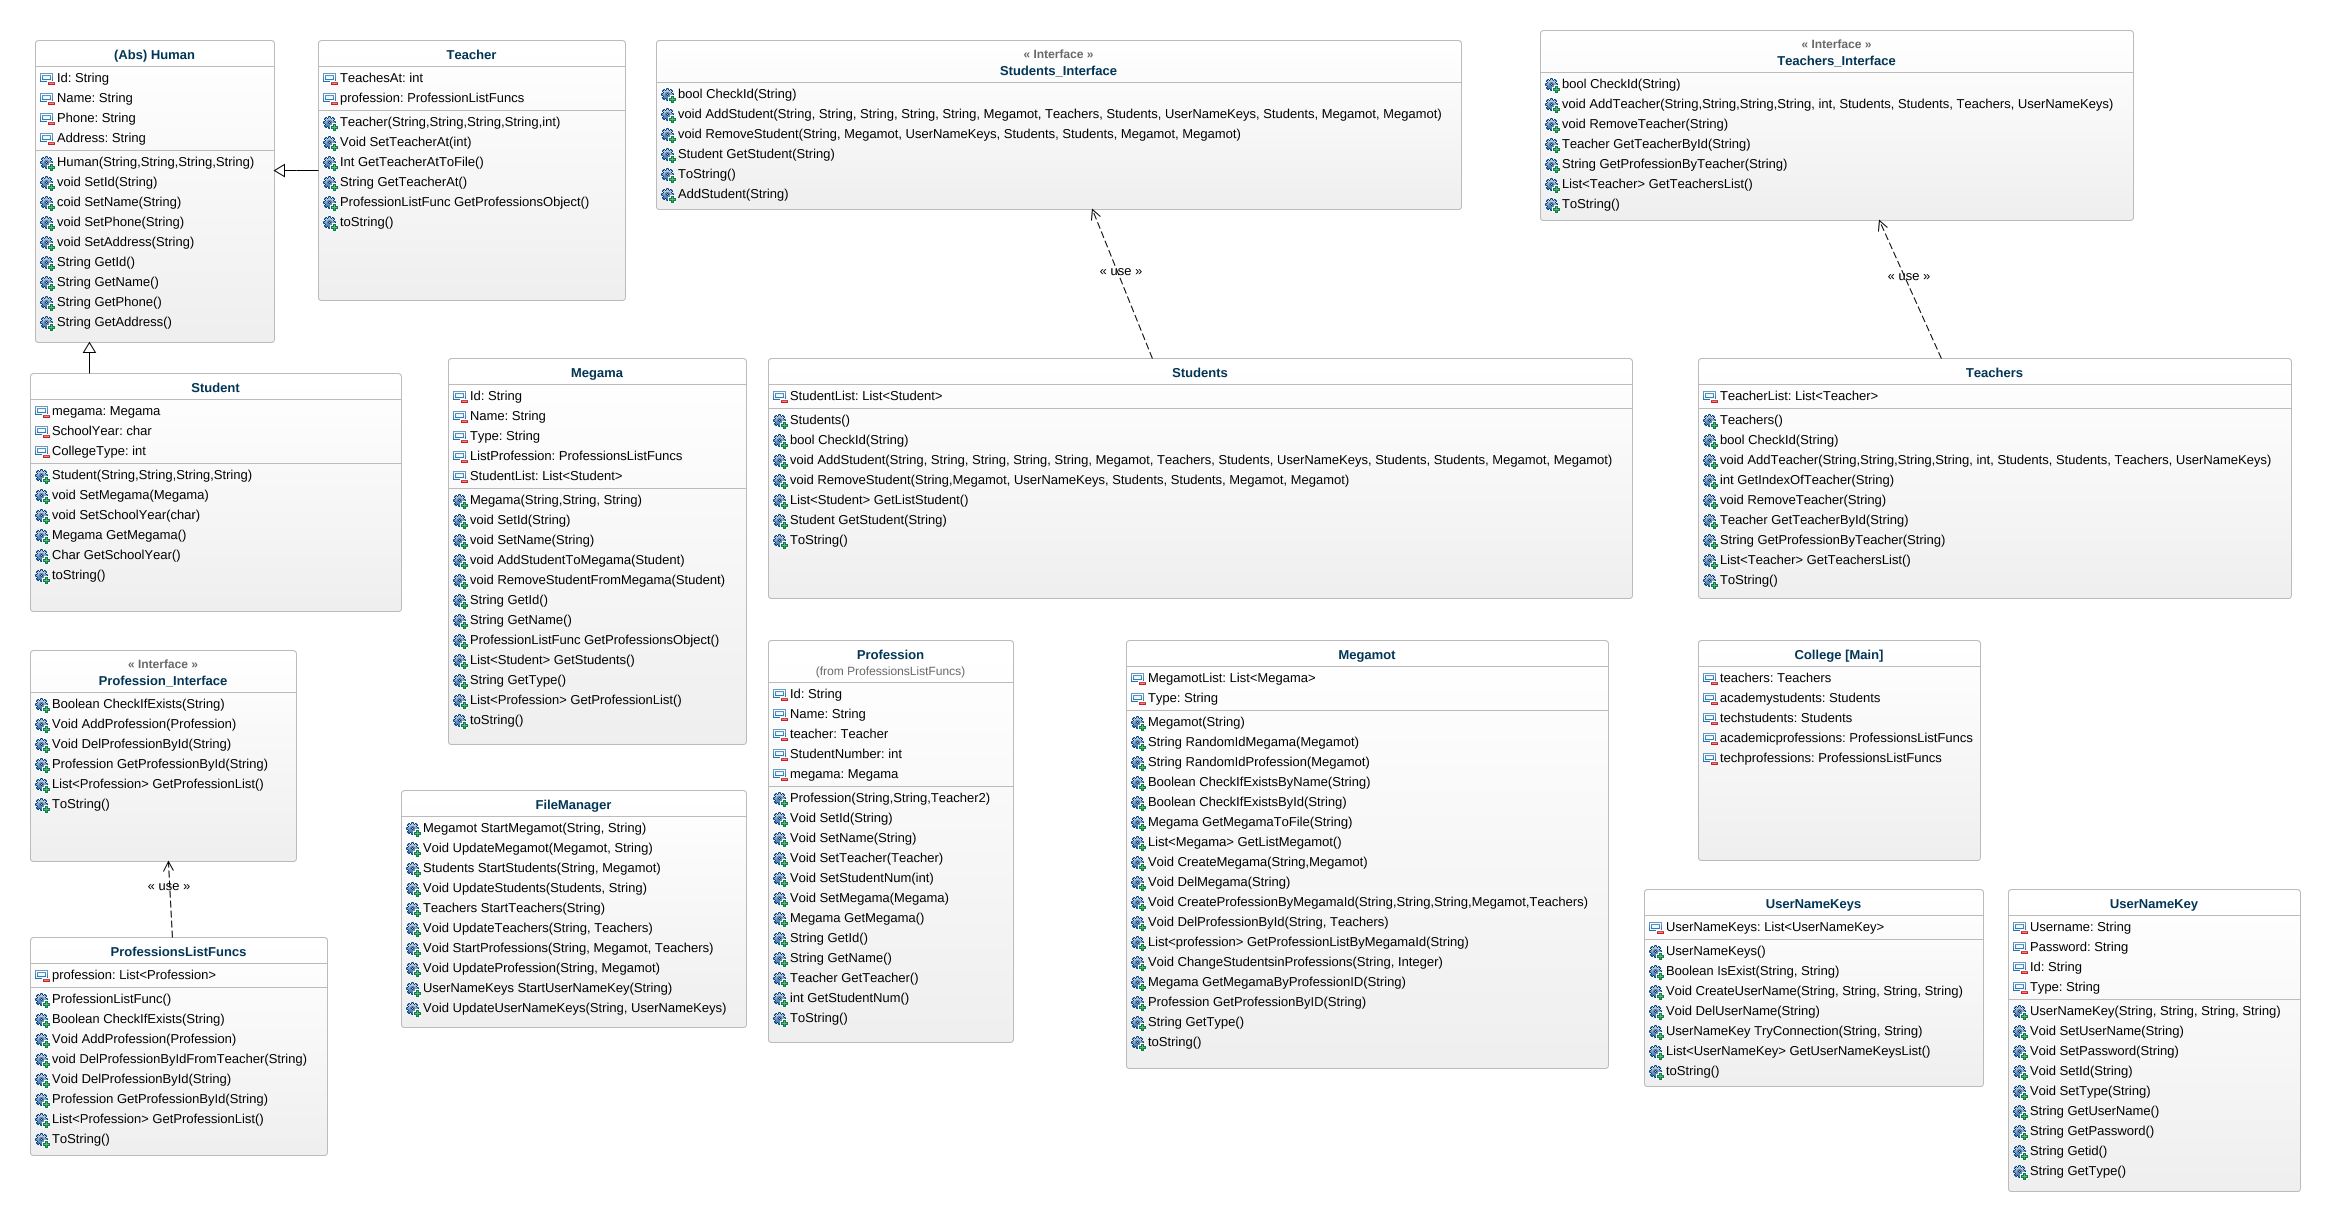 (Abs) Human
Id: String
Name: String
Phone: String
Address: String
Human(String,String,String,String)
void SetId(String)
coid SetName(String)
void SetPhone(String)
void SetAddress(String)
String GetId()
String GetName()
String GetPhone()
String GetAddress()
Teacher
TeachesAt: int
profession: ProfessionListFuncs
Teacher(String,String,String,String,int)
Void SetTeacherAt(int)
Int GetTeacherAtToFile()
String GetTeacherAt()
ProfessionListFunc GetProfessionsObject()
toString()
« Interface »
Students_Interface
bool CheckId(String)
void AddStudent(String, String, String, String, String, Megamot, Teachers, Students, UserNameKeys, Students, Megamot, Megamot)
void RemoveStudent(String, Megamot, UserNameKeys, Students, Students, Megamot, Megamot)
Student GetStudent(String)
ToString()
AddStudent(String)
« Interface »
Teachers_Interface
bool CheckId(String)
void AddTeacher(String,String,String,String, int, Students, Students, Teachers, UserNameKeys)
void RemoveTeacher(String)
Teacher GetTeacherById(String)
String GetProfessionByTeacher(String)
List<Teacher> GetTeachersList()
ToString()
« use »
« use »
Student
megama: Megama
SchoolYear: char
CollegeType: int
Student(String,String,String,String)
void SetMegama(Megama)
void SetSchoolYear(char)
Megama GetMegama()
Char GetSchoolYear()
toString()
Megama
Id: String
Name: String
Type: String
ListProfession: ProfessionsListFuncs
StudentList: List<Student>
Megama(String,String, String)
void SetId(String)
void SetName(String)
void AddStudentToMegama(Student)
void RemoveStudentFromMegama(Student)
String GetId()
String GetName()
ProfessionListFunc GetProfessionsObject()
List<Student> GetStudents()
String GetType()
List<Profession> GetProfessionList()
toString()
Students
StudentList: List<Student>
Students()
bool CheckId(String)
void AddStudent(String, String, String, String, String, Megamot, Teachers, Students, UserNameKeys, Students, Students, Megamot, Megamot)
void RemoveStudent(String,Megamot, UserNameKeys, Students, Students, Megamot, Megamot)
List<Student> GetListStudent()
Student GetStudent(String)
ToString()
Teachers
TeacherList: List<Teacher>
Teachers()
bool CheckId(String)
void AddTeacher(String,String,String,String, int, Students, Students, Teachers, UserNameKeys)
int GetIndexOfTeacher(String)
void RemoveTeacher(String)
Teacher GetTeacherById(String)
String GetProfessionByTeacher(String)
List<Teacher> GetTeachersList()
ToString()
« Interface »
Profession_Interface
Boolean CheckIfExists(String)
Void AddProfession(Profession)
Void DelProfessionById(String)
Profession GetProfessionById(String)
List<Profession> GetProfessionList()
ToString()
« use »
ProfessionsListFuncs
profession: List<Profession>
ProfessionListFunc()
Boolean CheckIfExists(String)
Void AddProfession(Profession)
void DelProfessionByIdFromTeacher(String)
Void DelProfessionById(String)
Profession GetProfessionById(String)
List<Profession> GetProfessionList()
ToString()
FileManager
Megamot StartMegamot(String, String)
Void UpdateMegamot(Megamot, String)
Students StartStudents(String, Megamot)
Void UpdateStudents(Students, String)
Teachers StartTeachers(String)
Void UpdateTeachers(String, Teachers)
Void StartProfessions(String, Megamot, Teachers)
Void UpdateProfession(String, Megamot)
UserNameKeys StartUserNameKey(String)
Void UpdateUserNameKeys(String, UserNameKeys)
Profession
(from ProfessionsListFuncs)
Id: String
Name: String
teacher: Teacher
StudentNumber: int
megama: Megama
Profession(String,String,Teacher2)
Void SetId(String)
Void SetName(String)
Void SetTeacher(Teacher)
Void SetStudentNum(int)
Void SetMegama(Megama)
Megama GetMegama()
String GetId()
String GetName()
Teacher GetTeacher()
int GetStudentNum()
ToString()
Megamot
MegamotList: List<Megama>
Type: String
Megamot(String)
String RandomIdMegama(Megamot)
String RandomIdProfession(Megamot)
Boolean CheckIfExistsByName(String)
Boolean CheckIfExistsById(String)
Megama GetMegamaToFile(String)
List<Megama> GetListMegamot()
Void CreateMegama(String,Megamot)
Void DelMegama(String)
Void CreateProfessionByMegamaId(String,String,String,Megamot,Teachers)
Void DelProfessionById(String, Teachers)
List<profession> GetProfessionListByMegamaId(String)
Void ChangeStudentsinProfessions(String, Integer)
Megama GetMegamaByProfessionID(String)
Profession GetProfessionByID(String)
String GetType()
toString()
College [Main]
teachers: Teachers
academystudents: Students
techstudents: Students
academicprofessions: ProfessionsListFuncs
techprofessions: ProfessionsListFuncs
UserNameKeys
UserNameKeys: List<UserNameKey>
UserNameKeys()
Boolean IsExist(String, String)
Void CreateUserName(String, String, String, String)
Void DelUserName(String)
UserNameKey TryConnection(String, String)
List<UserNameKey> GetUserNameKeysList()
toString()
UserNameKey
Username: String
Password: String
Id: String
Type: String
UserNameKey(String, String, String, String)
Void SetUserName(String)
Void SetPassword(String)
Void SetId(String)
Void SetType(String)
String GetUserName()
String GetPassword()
String Getid()
String GetType()